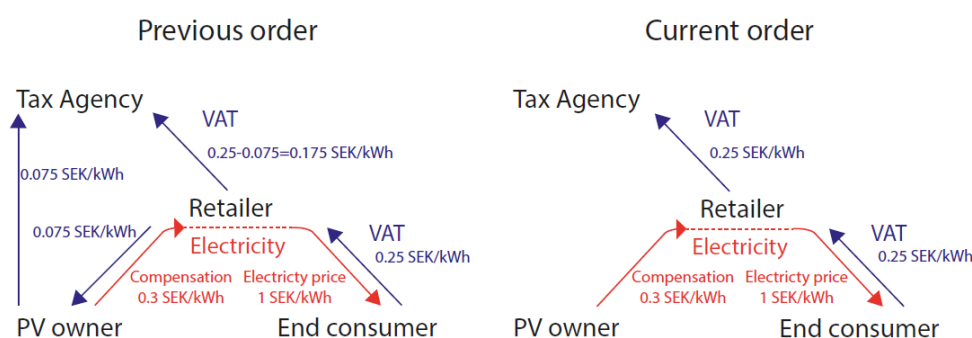 Previous order
Tax Agency
VAT
0.25-0.075=0.175 SEK/kWh
0.075 SEK/kWh
Retailer
0.075 SEK/kWh
Electricity
VAT
0.25 SEK/kWh
Compensation
0.3 SEK/kWh
Electricty price
1 SEK/kWh
PV owner
End consumer
Current order
Tax Agency
VAT
0.25 SEK/kWh
Retailer
Electricity
VAT
0.25 SEK/kWh
Compensation
0.3 SEK/kWh
Electricty price
1 SEK/kWh
PV owner
End consumer